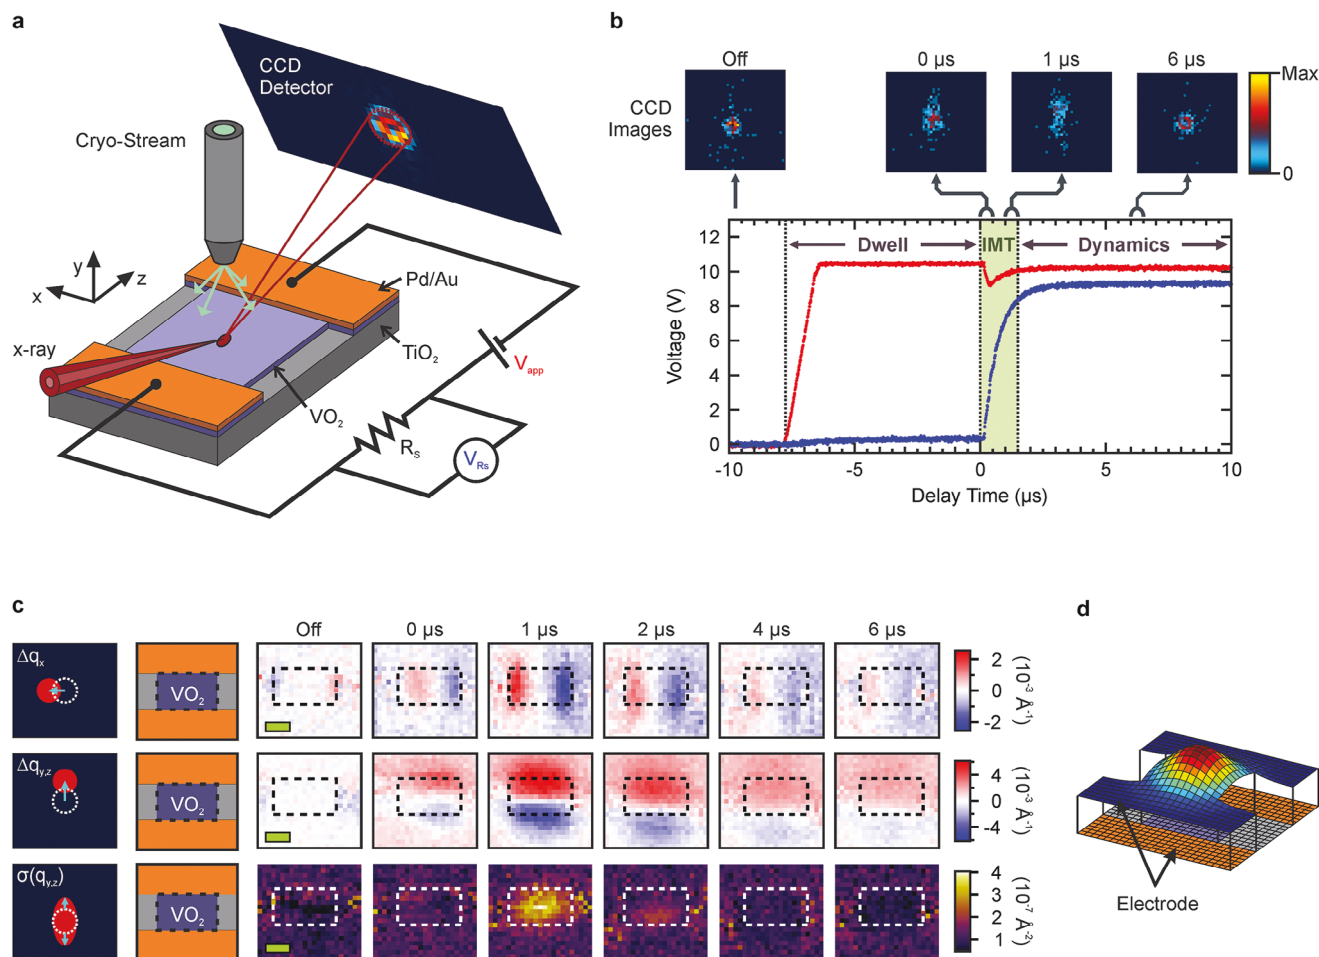 a
CCD
Detector
Cryo-Stream
y
z
x
Pd/Au
x-ray
TiO2
Vapp
VO2
Rs
VRs
b
Off
0 µs
1 µs
6 µs
CCD
Images
Max
0
12
10
8
6
4
2
0
Voltage (V)
Dwell
IMT
Dynamics
-10
-5
0
5
10
Delay Time (µs)
c
Off
0 µs
1 µs
2 µs
4 µs
6 µs
Δqx
VO2
2
0
-2
(10-3 Å-1)
Δqy,z
VO2
4
0
-4
(10-3 Å-1)
σ(qy,z)
VO2
4
3
2
1
(10-7 Å-2)
d
Electrode